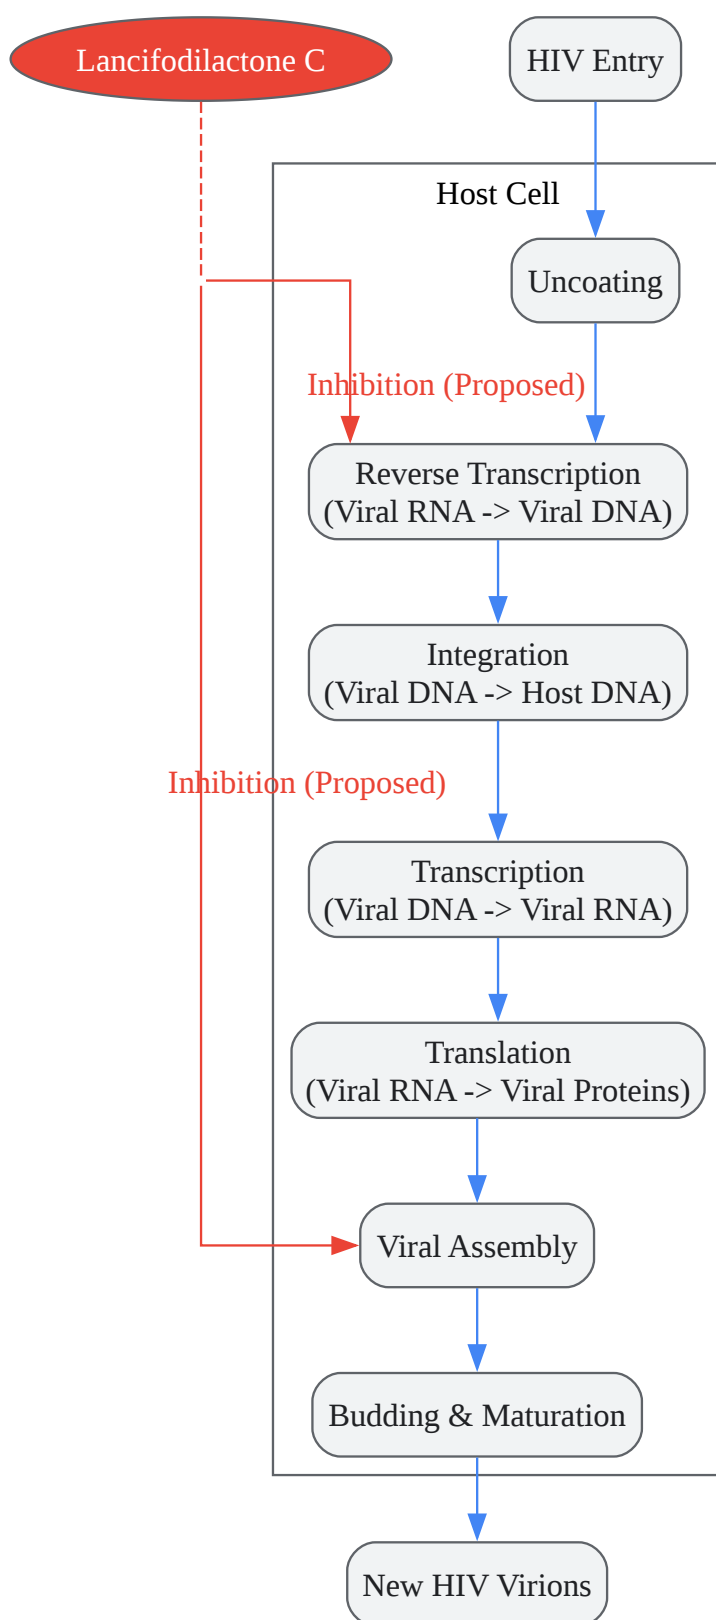 Lancifodilactone C
HIV Entry
Host Cell
Uncoating
Inhibition (Proposed)
Reverse Transcription
(Viral RNA -> Viral DNA)
Integration
(Viral DNA -> Host DNA)
Inhibition (Proposed)
Transcription
(Viral DNA -> Viral RNA)
Translation
(Viral RNA -> Viral Proteins)
Viral Assembly
Budding & Maturation
New HIV Virions